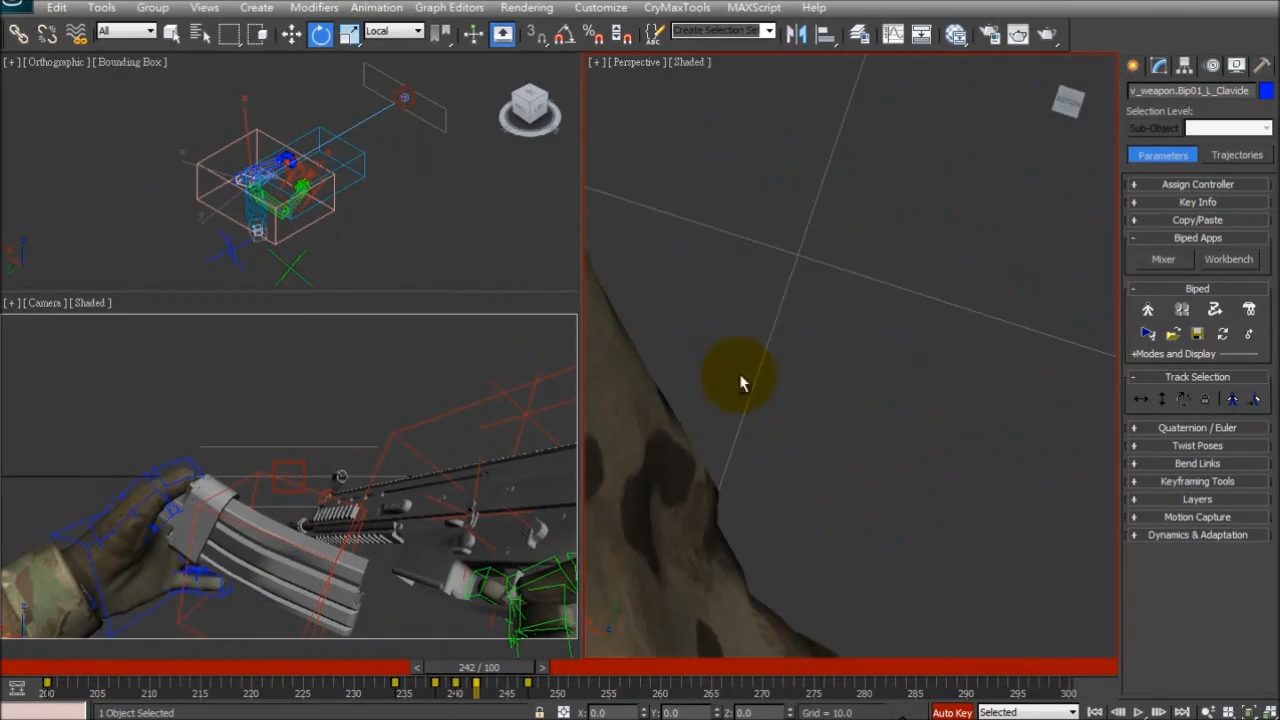 Edit Tools Group Views Create Modifiers Animation Graph Editors Rendering Customize CryMaxTools MAXScript Help
All Local Create Selection Se
[+][Orthographic][Bounding Box]
[+][Perspective][Shaded]
BOTTOM
v_weapon.Bip01_L_Clavicle
Selection Level:
Sub-Object
Parameters Trajectories
+ Assign Controller
+ Key Info
+ Copy/Paste
- Biped Apps
Mixer Workbench
- Biped
+Modes and Display
- Track Selection
+ Quaternion / Euler
+ Twist Poses
+ Bend Links
+ Keyframing Tools
+ Layers
+ Motion Capture
+ Dynamics & Adaptation
[+][Camera][Shaded]
< 242 / 100 >
200 205 210 215 220 225 230 235 240 245 250 255 260 265 270 275 280 285 290 295 300
1 Object Selected X: 0.0 Y: 0.0 Z: 0.0 Grid = 10.0 Auto Key Selected